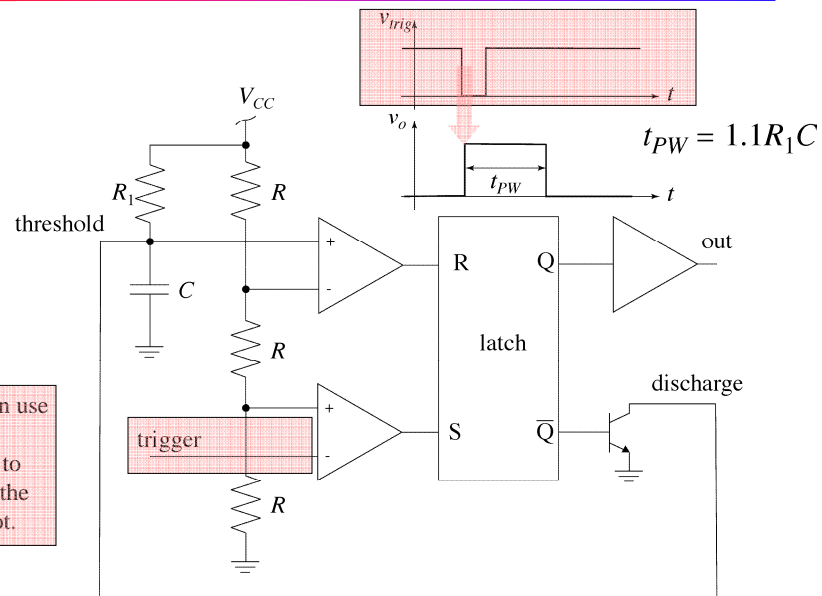 v_trig
t
V_CC
v_o
t_PW = 1.1R_1C
t_PW
t
R_1
R
threshold
+
-
C
R
Q
out
R
latch
discharge
n use
to
the
ot.
+
trigger
-
S
Q̅
R